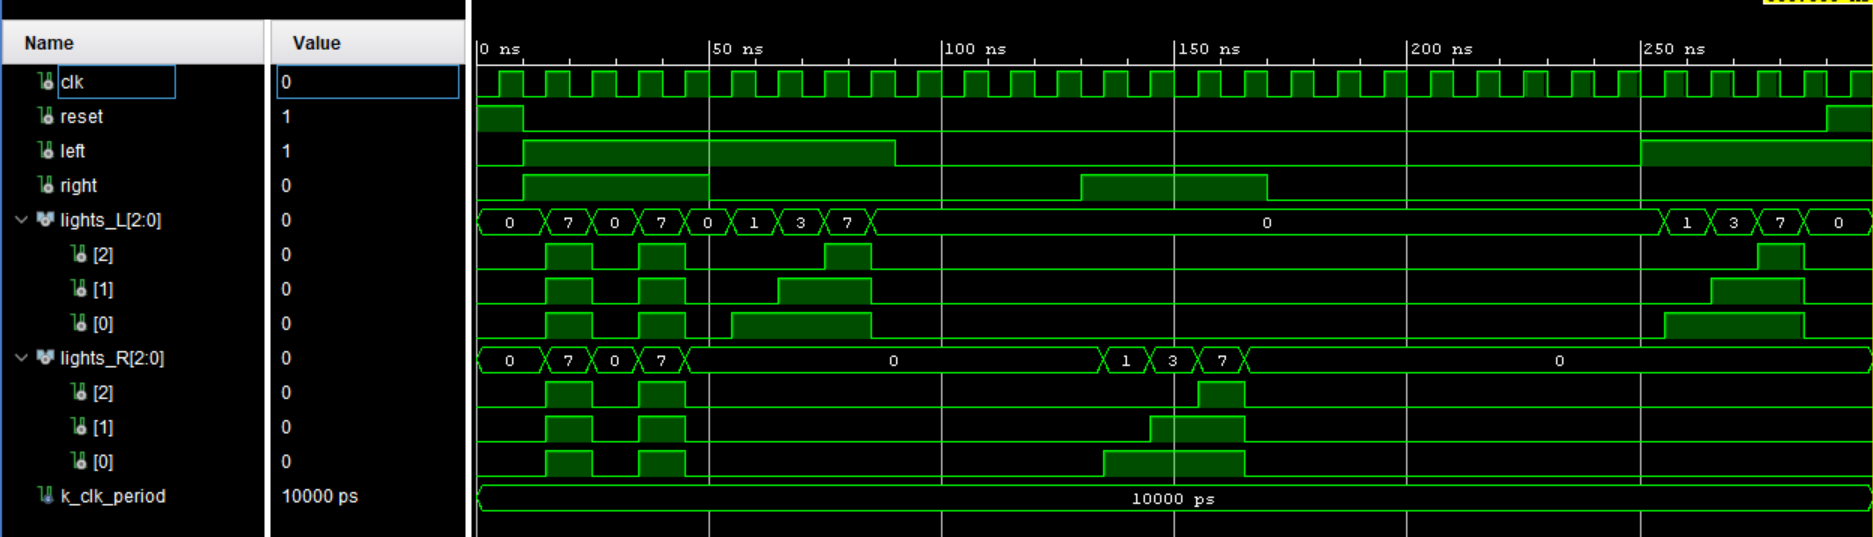 Name Value
0 ns 50 ns 100 ns 150 ns 200 ns 250 ns
clk 0
reset 1
left 1
right 0
lights_L[2:0] 0 0 7 0 7 0 1 3 7 0 1 3 7 0
[2] 0
[1] 0
[0] 0
lights_R[2:0] 0 0 7 0 7 0 1 3 7 0
[2] 0
[1] 0
[0] 0
k_clk_period 10000 ps 10000 ps